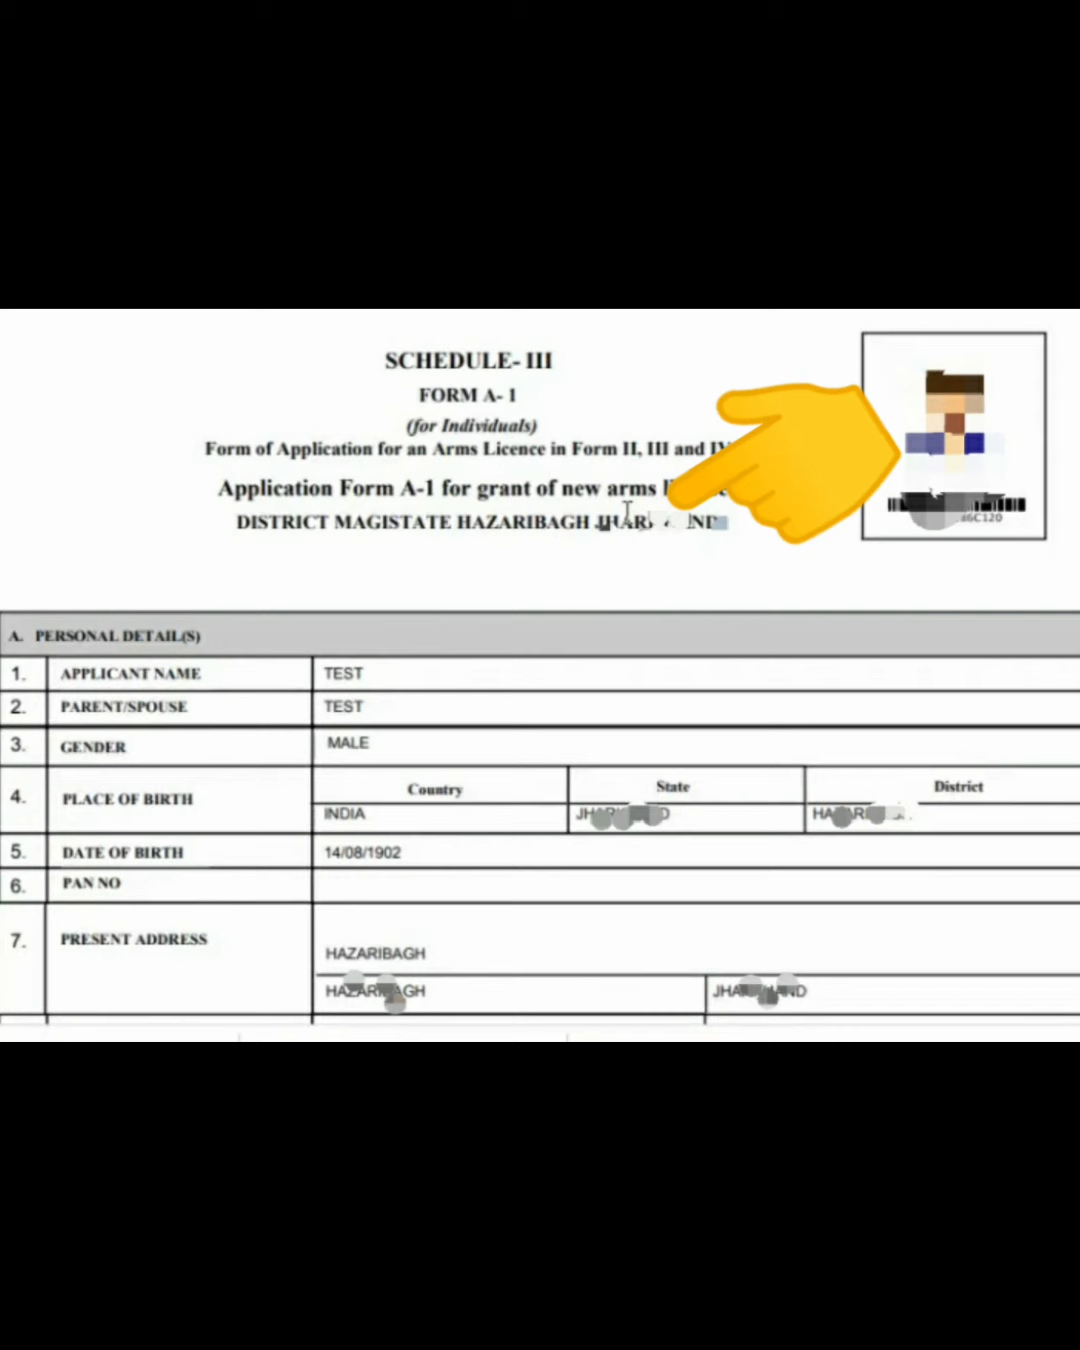 SCHEDULE- III
FORM A- 1
(for Individuals)
Form of Application for an Arms Licence in Form II, III and
Application Form A-1 for grant of new arms
DISTRICT MAGISTATE HAZARIBAGH
6C120
A. PERSONAL DETAIL(S)
1. APPLICANT NAME TEST
2. PARENT/SPOUSE TEST
3. GENDER MALE
4. PLACE OF BIRTH
Country State District
INDIA
5. DATE OF BIRTH 14/08/1902
6. PAN NO
7. PRESENT ADDRESS
HAZARIBAGH